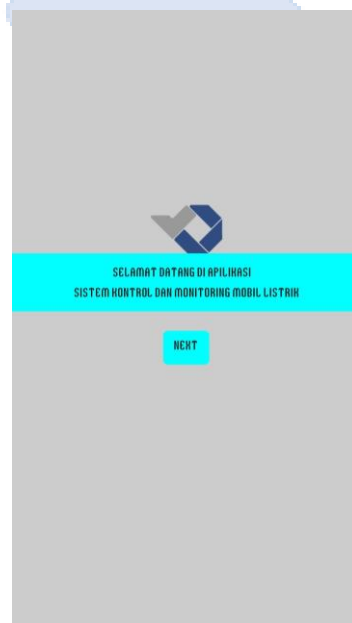 SELAMAT DATANG DI APILIKASI
SISTEM KONTROL DAN MONITORING MOBIL LISTRIK
NEXT